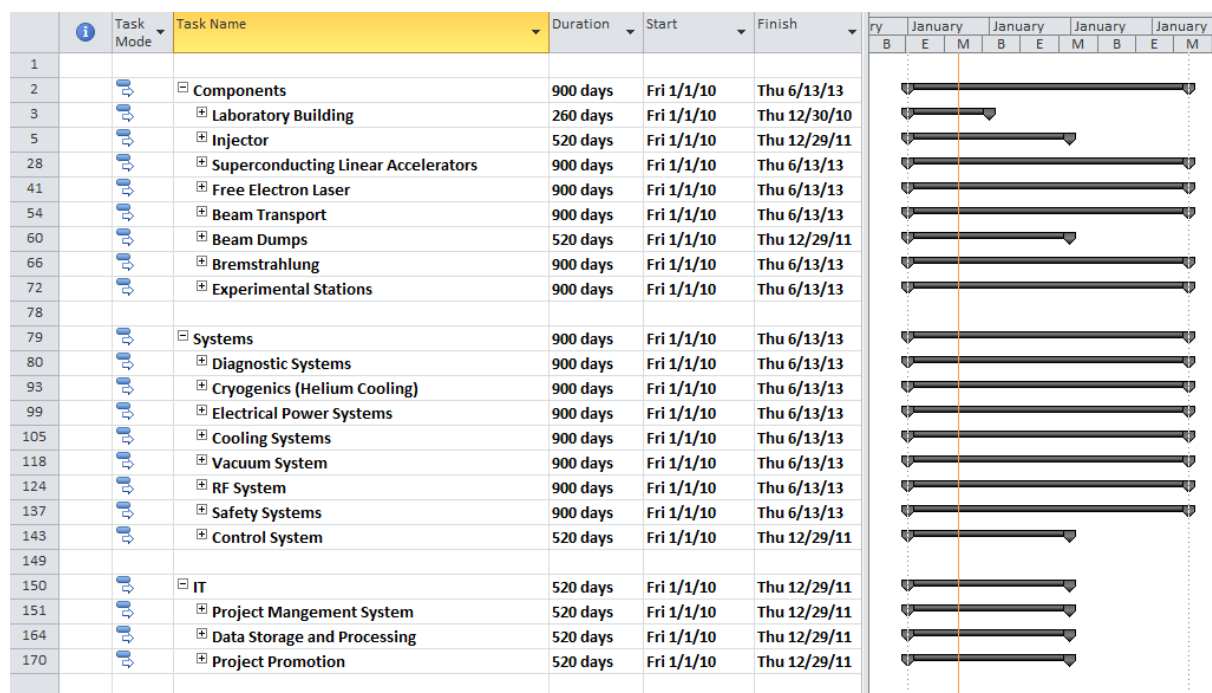 Task Mode Task Name Duration Start Finish ry January January January January
B E M B E M B E M
1
2 Components 900 days Fri 1/1/10 Thu 6/13/13
3 Laboratory Building 260 days Fri 1/1/10 Thu 12/30/10
5 Injector 520 days Fri 1/1/10 Thu 12/29/11
28 Superconducting Linear Accelerators 900 days Fri 1/1/10 Thu 6/13/13
41 Free Electron Laser 900 days Fri 1/1/10 Thu 6/13/13
54 Beam Transport 900 days Fri 1/1/10 Thu 6/13/13
60 Beam Dumps 520 days Fri 1/1/10 Thu 12/29/11
66 Bremstrahlung 900 days Fri 1/1/10 Thu 6/13/13
72 Experimental Stations 900 days Fri 1/1/10 Thu 6/13/13
78
79 Systems 900 days Fri 1/1/10 Thu 6/13/13
80 Diagnostic Systems 900 days Fri 1/1/10 Thu 6/13/13
93 Cryogenics (Helium Cooling) 900 days Fri 1/1/10 Thu 6/13/13
99 Electrical Power Systems 900 days Fri 1/1/10 Thu 6/13/13
105 Cooling Systems 900 days Fri 1/1/10 Thu 6/13/13
118 Vacuum System 900 days Fri 1/1/10 Thu 6/13/13
124 RF System 900 days Fri 1/1/10 Thu 6/13/13
137 Safety Systems 900 days Fri 1/1/10 Thu 6/13/13
143 Control System 520 days Fri 1/1/10 Thu 12/29/11
149
150 IT 520 days Fri 1/1/10 Thu 12/29/11
151 Project Mangement System 520 days Fri 1/1/10 Thu 12/29/11
164 Data Storage and Processing 520 days Fri 1/1/10 Thu 12/29/11
170 Project Promotion 520 days Fri 1/1/10 Thu 12/29/11